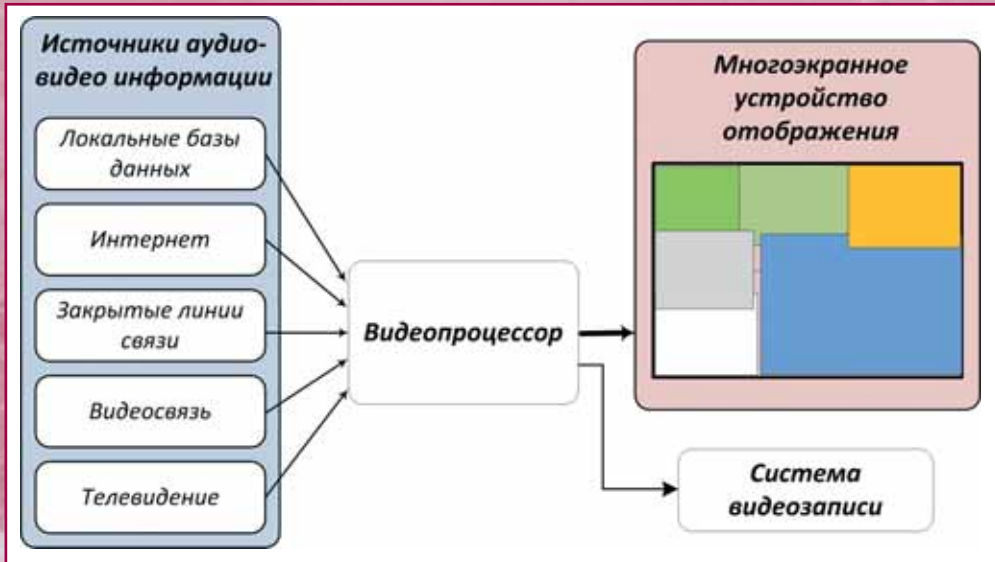 Источники аудио-
видео информации
Локальные базы
данных
Интернет
Закрытые линии
связи
Видеосвязь
Телевидение
Видеопроцессор
Многоэкранное
устройство
отображения
Система
видеозаписи